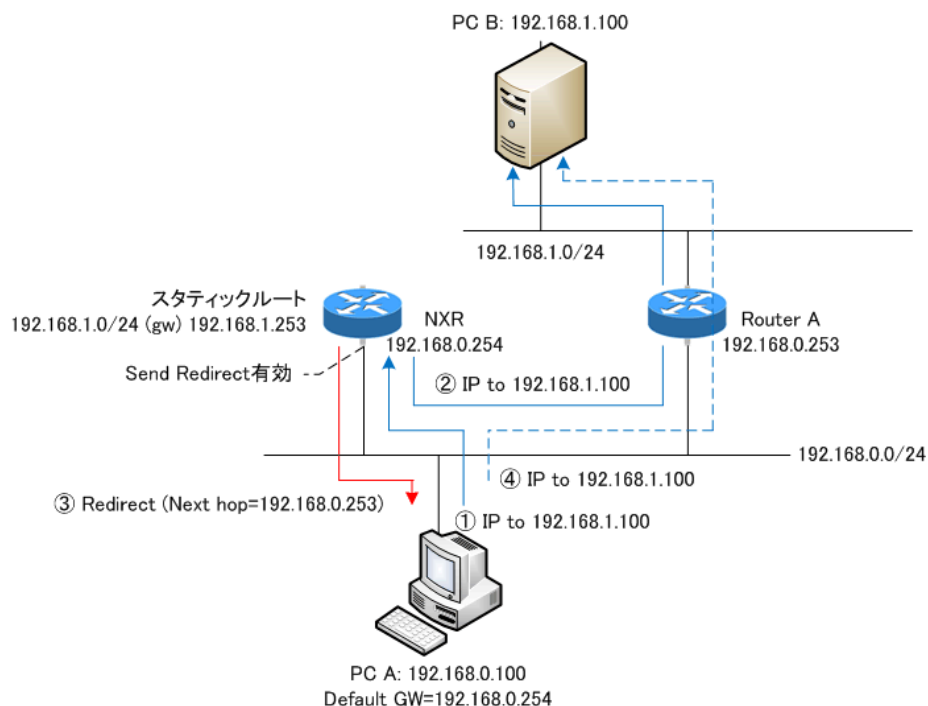 PC B: 192.168.1.100
192.168.1.0/24
スタティックルート
192.168.1.0/24 (gw) 192.168.1.253
NXR
192.168.0.254
Router A
192.168.0.253
Send Redirect有効
② IP to 192.168.1.100
192.168.0.0/24
④ IP to 192.168.1.100
③ Redirect (Next hop=192.168.0.253)
① IP to 192.168.1.100
PC A: 192.168.0.100
Default GW=192.168.0.254